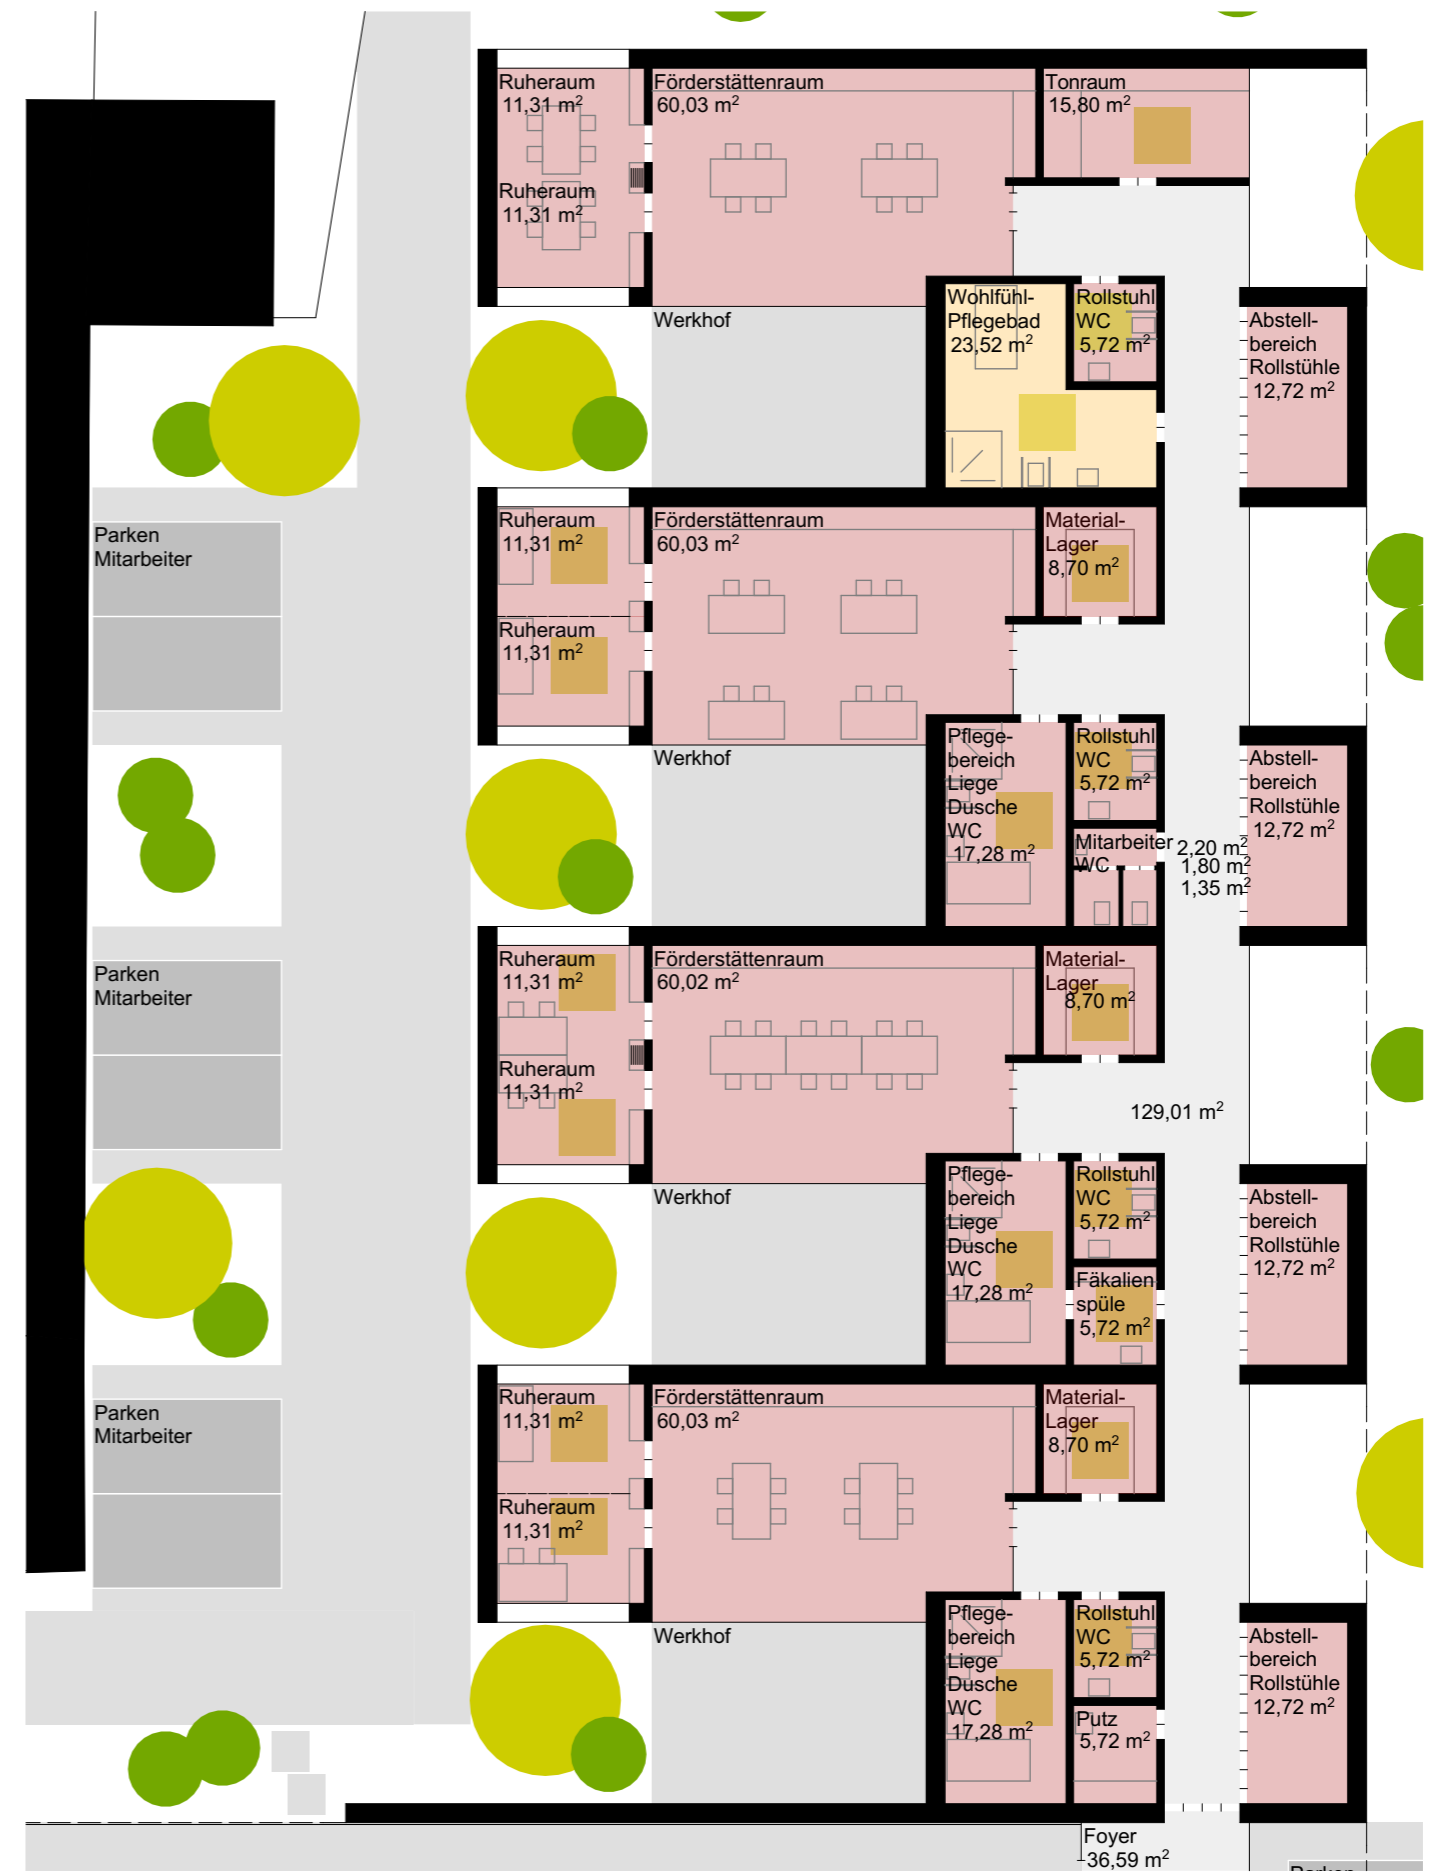 Ruheraum
11,31 m²
Ruheraum
11,31 m²
Förderstättenraum
60,03 m²
Tonraum
15,80 m²
Werkhof
Wohlfühl-
Pflegebad
23,52 m²
Rollstuhl
WC
5,72 m²
Abstell-
bereich
Rollstühle
12,72 m²
Parken
Mitarbeiter
Ruheraum
11,31 m²
Ruheraum
11,31 m²
Förderstättenraum
60,03 m²
Material-
Lager
8,70 m²
Werkhof
Pflege-
bereich
Liege
Dusche
WC
17,28 m²
Rollstuhl
WC
5,72 m²
Mitarbeiter
WC
2,20 m²
1,80 m²
1,35 m²
Abstell-
bereich
Rollstühle
12,72 m²
Parken
Mitarbeiter
Ruheraum
11,31 m²
Ruheraum
11,31 m²
Förderstättenraum
60,02 m²
Material-
Lager
8,70 m²
129,01 m²
Werkhof
Pflege-
bereich
Liege
Dusche
WC
17,28 m²
Rollstuhl
WC
5,72 m²
Fäkalien
spüle
5,72 m²
Abstell-
bereich
Rollstühle
12,72 m²
Parken
Mitarbeiter
Ruheraum
11,31 m²
Ruheraum
11,31 m²
Förderstättenraum
60,03 m²
Material-
Lager
8,70 m²
Werkhof
Pflege-
bereich
Liege
Dusche
WC
17,28 m²
Rollstuhl
WC
5,72 m²
Putz
5,72 m²
Abstell-
bereich
Rollstühle
12,72 m²
Foyer
36,59 m²
Parken